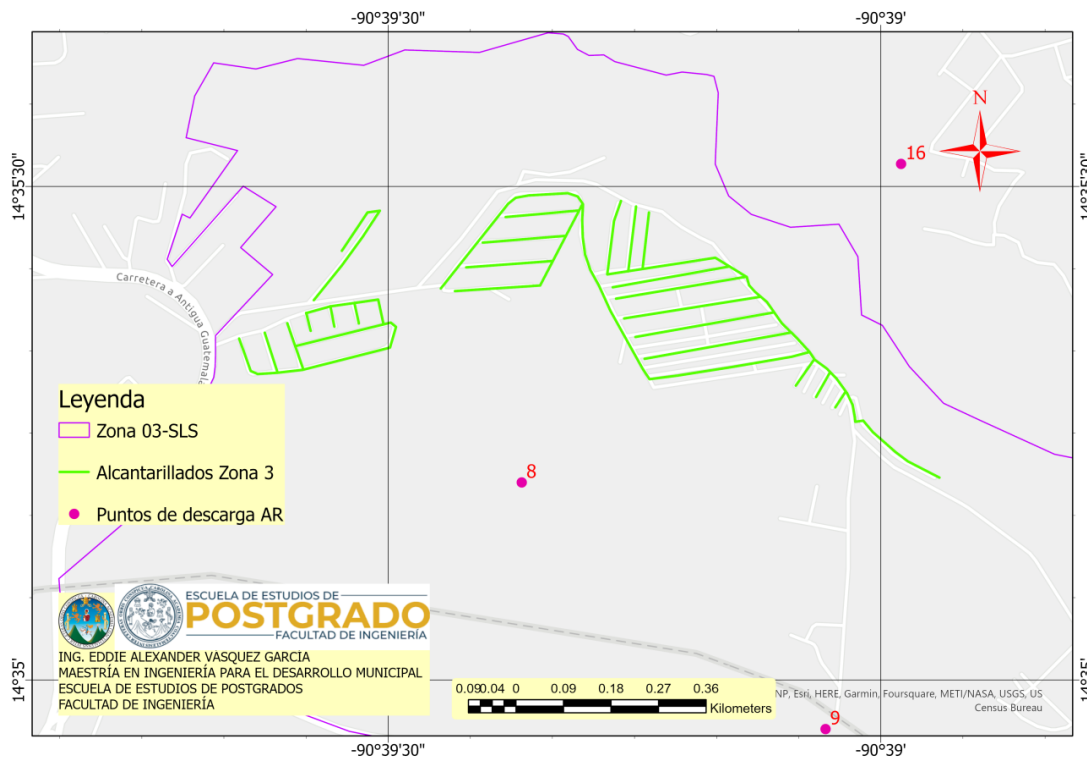 -90°39'30"
-90°39'
N
16
14°35'30"
14°35'30"
Carretera a Antigua Guatemala
Leyenda
Zona 03-SLS
Alcantarillados Zona 3
Puntos de descarga AR
8
ESCUELA DE ESTUDIOS DE
POSTGRADO
FACULTAD DE INGENIERÍA
ING. EDDIE ALEXANDER VASQUEZ GARCIA
MAESTRÍA EN INGENIERÍA PARA EL DESARROLLO MUNICIPAL
ESCUELA DE ESTUDIOS DE POSTGRADOS
FACULTAD DE INGENIERÍA
14°35'
14°35'
0.09 0.04 0 0.09 0.18 0.27 0.36
Kilometers
NP, Esri, HERE, Garmin, Foursquare, METI/NASA, USGS, US
Census Bureau
9
-90°39'30"
-90°39'